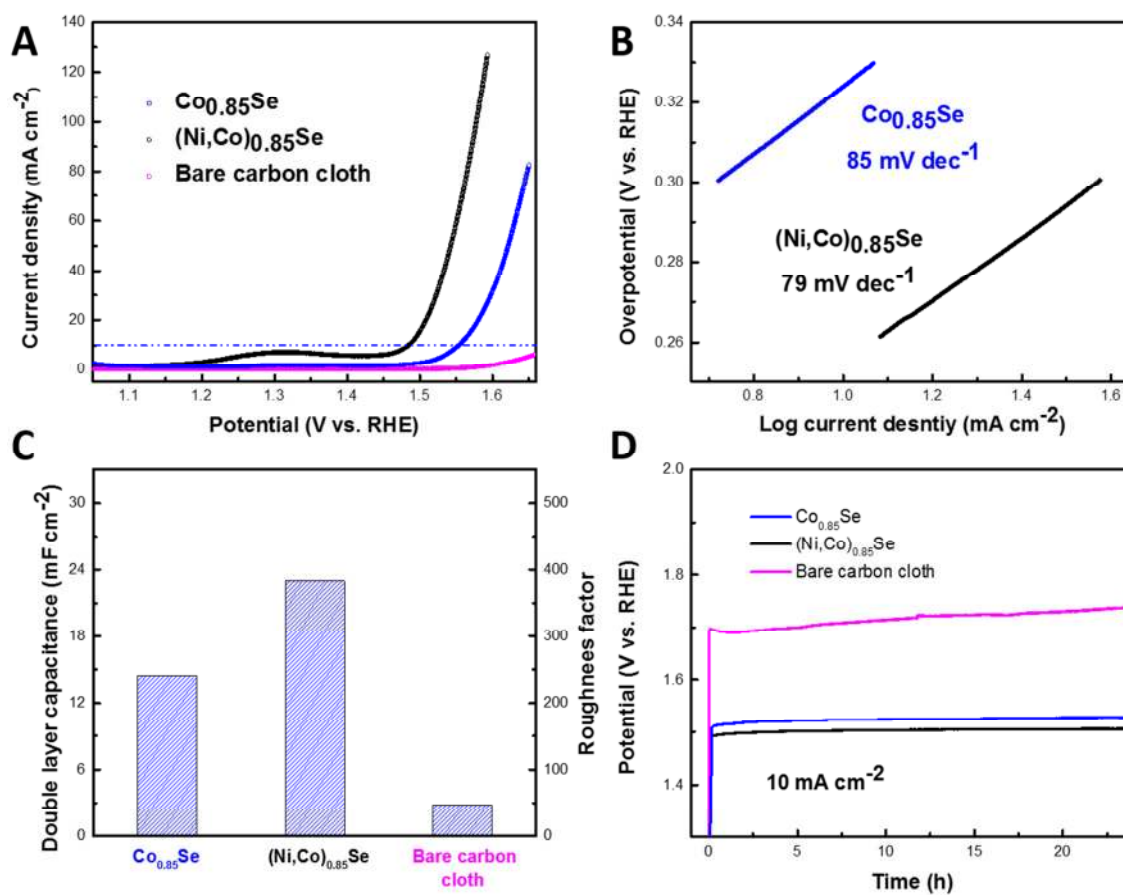 A
140
120
100
80
60
40
20
0
Current density (mA cm⁻²)
Co0.85Se
(Ni,Co)0.85Se
Bare carbon cloth
1.1 1.2 1.3 1.4 1.5 1.6
Potential (V vs. RHE)
B
0.34
0.32
0.30
0.28
0.26
Overpotential (V vs. RHE)
Co0.85Se
85 mV dec⁻¹
(Ni,Co)0.85Se
79 mV dec⁻¹
0.8 1.0 1.2 1.4 1.6
Log current desntiy (mA cm⁻²)
C
30
24
18
12
6
0
Double layer capacitance (mF cm⁻²)
500
400
300
200
100
0
Roughnees factor
Co0.85Se (Ni,Co)0.85Se Bare carbon
cloth
D
2.0
1.9
1.8
1.7
1.6
1.5
1.4
Potential (V vs. RHE)
Co0.85Se
(Ni,Co)0.85Se
Bare carbon cloth
10 mA cm⁻²
0 5 10 15 20
Time (h)